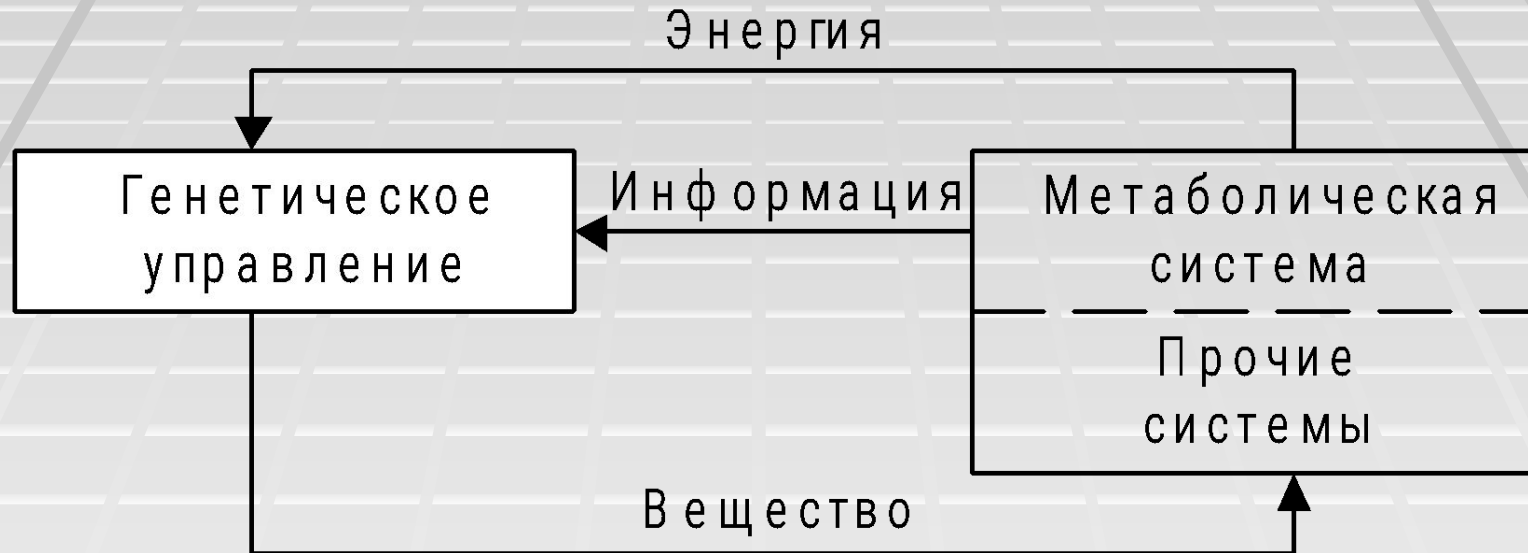 Энергия
Генетическое
управление
Информация
Метаболическая
система
Прочие
системы
Вещество